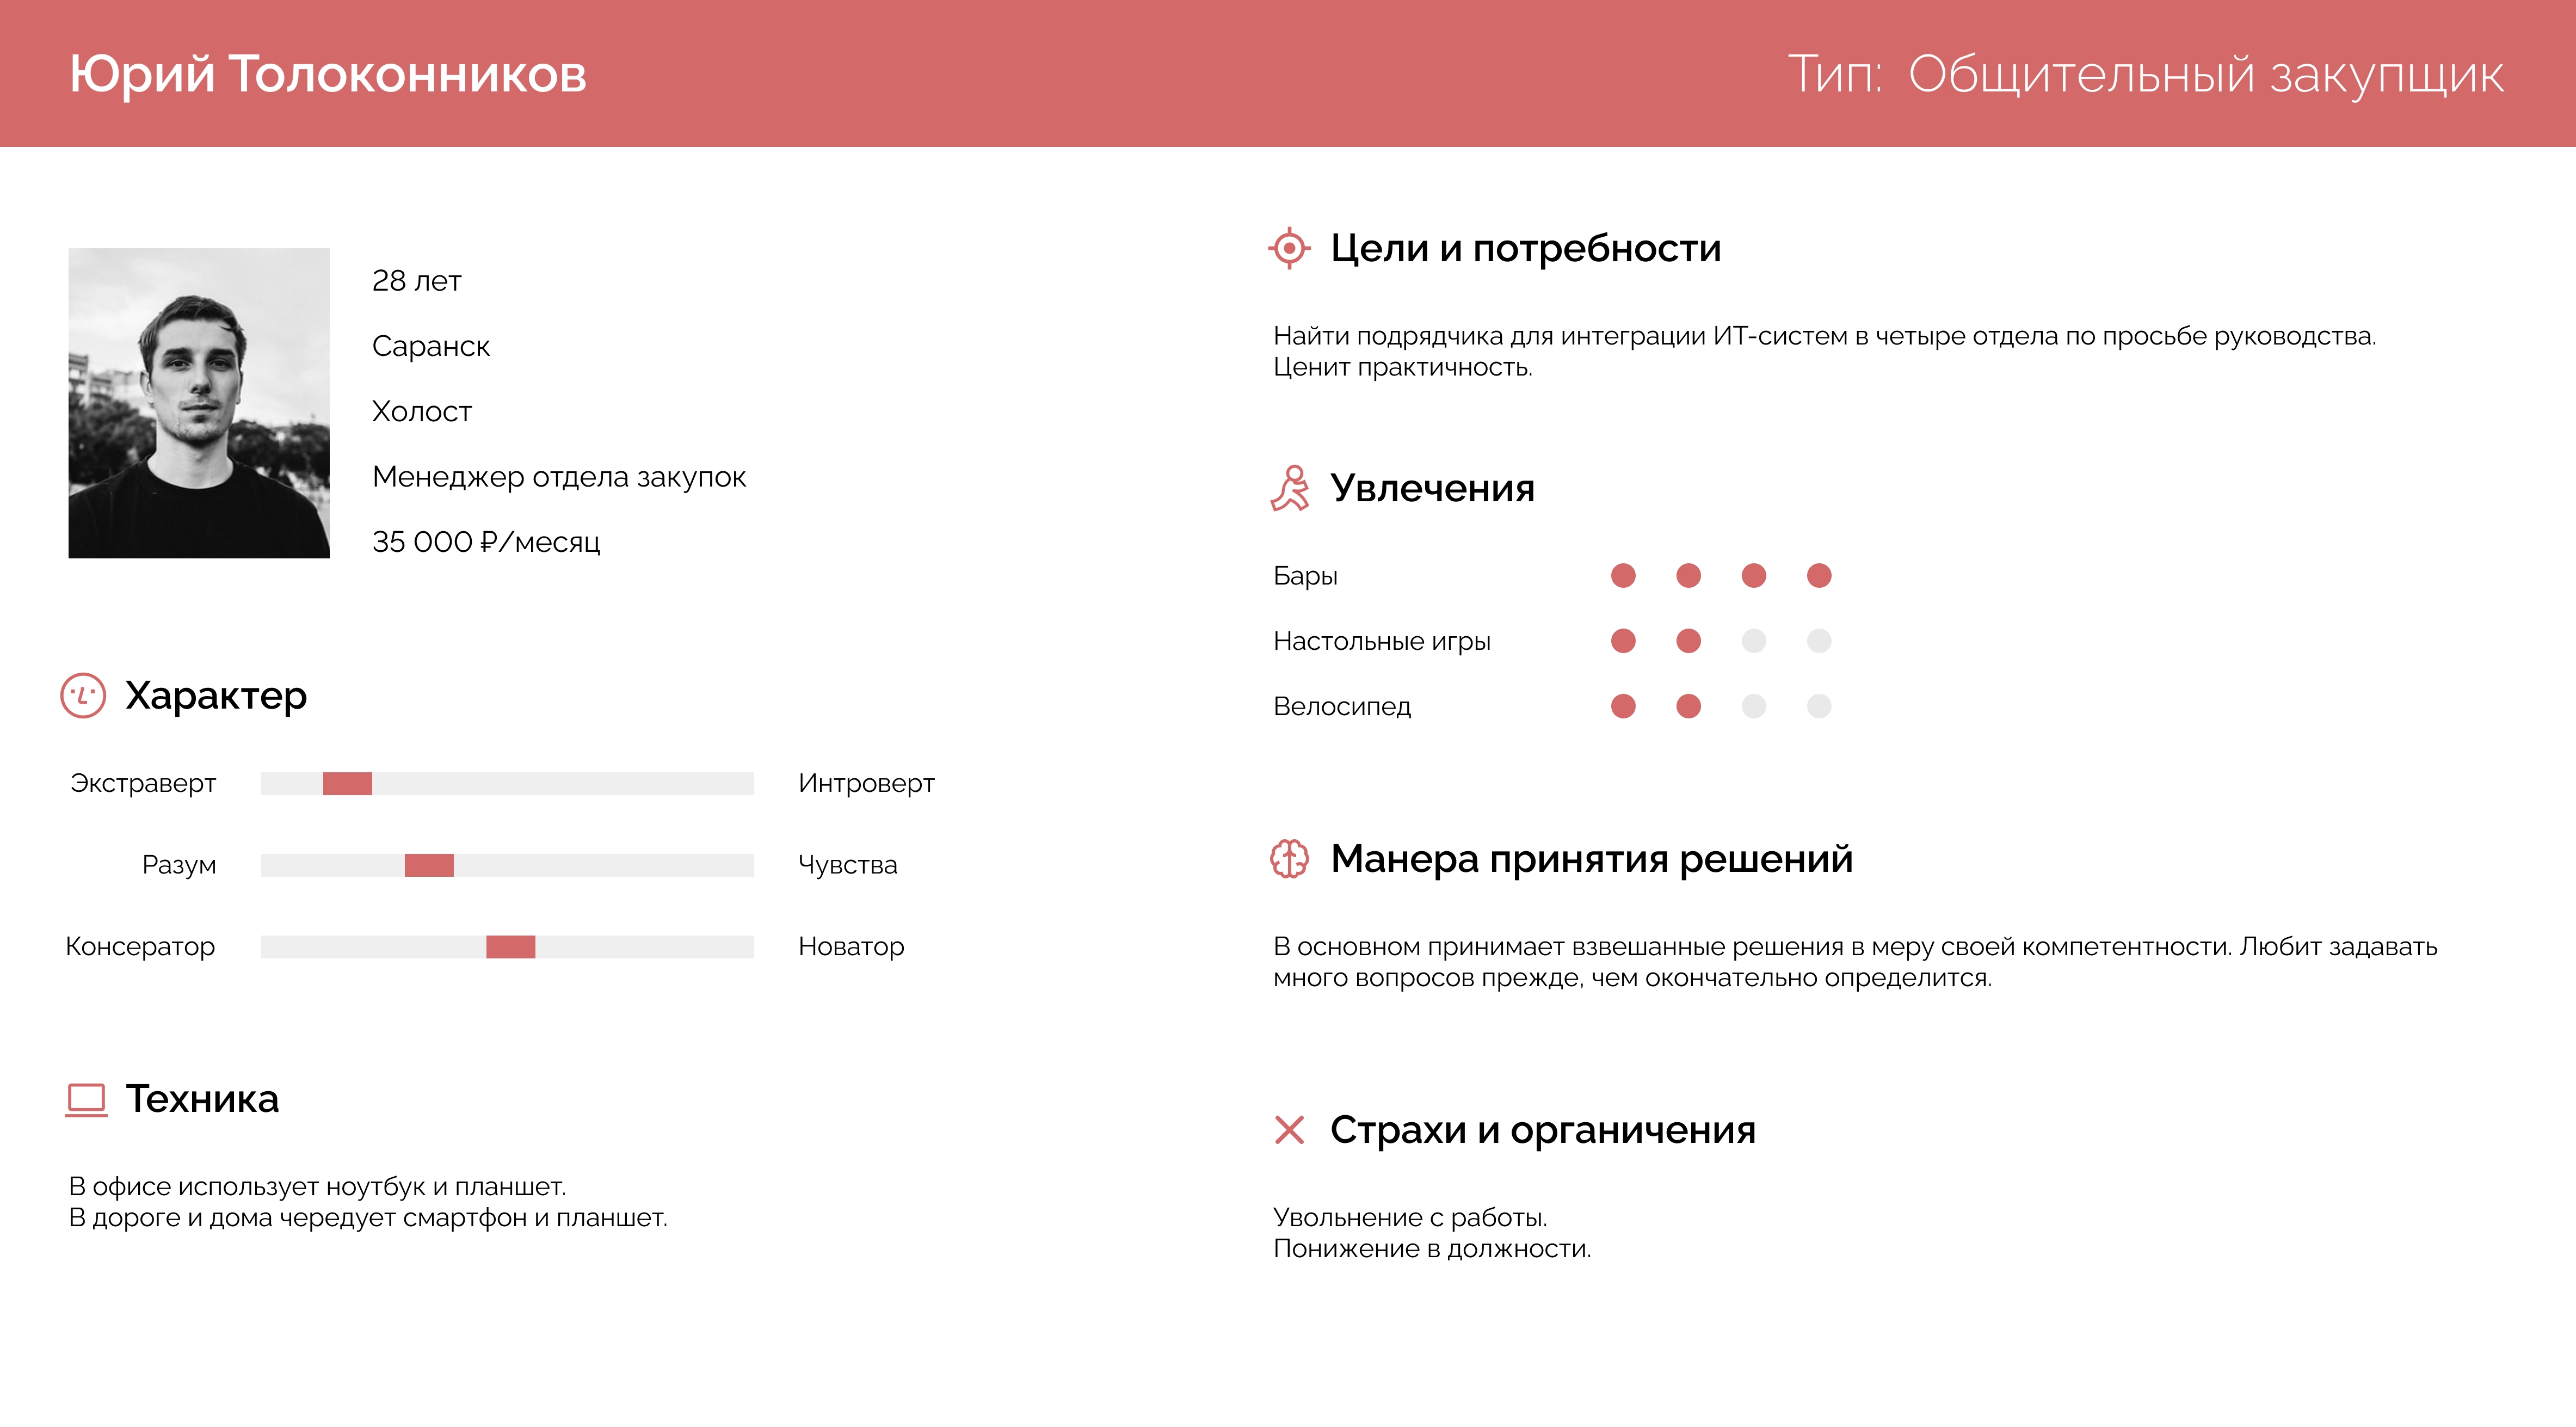 Юрий Толоконников
Тип: Общительный закупщик
28 лет
Саранск
Холост
Менеджер отдела закупок
35 000 ₽/месяц
Характер
Экстраверт
Интроверт
Разум
Чувства
Консератор
Новатор
Техника
В офисе использует ноутбук и планшет.
В дороге и дома чередует смартфон и планшет.
Цели и потребности
Найти подрядчика для интеграции ИТ-систем в четыре отдела по просьбе руководства.
Ценит практичность.
Увлечения
Бары
Настольные игры
Велосипед
Манера принятия решений
В основном принимает взвешанные решения в меру своей компетентности. Любит задавать
много вопросов прежде, чем окончательно определится.
Страхи и органичения
Увольнение с работы.
Понижение в должности.